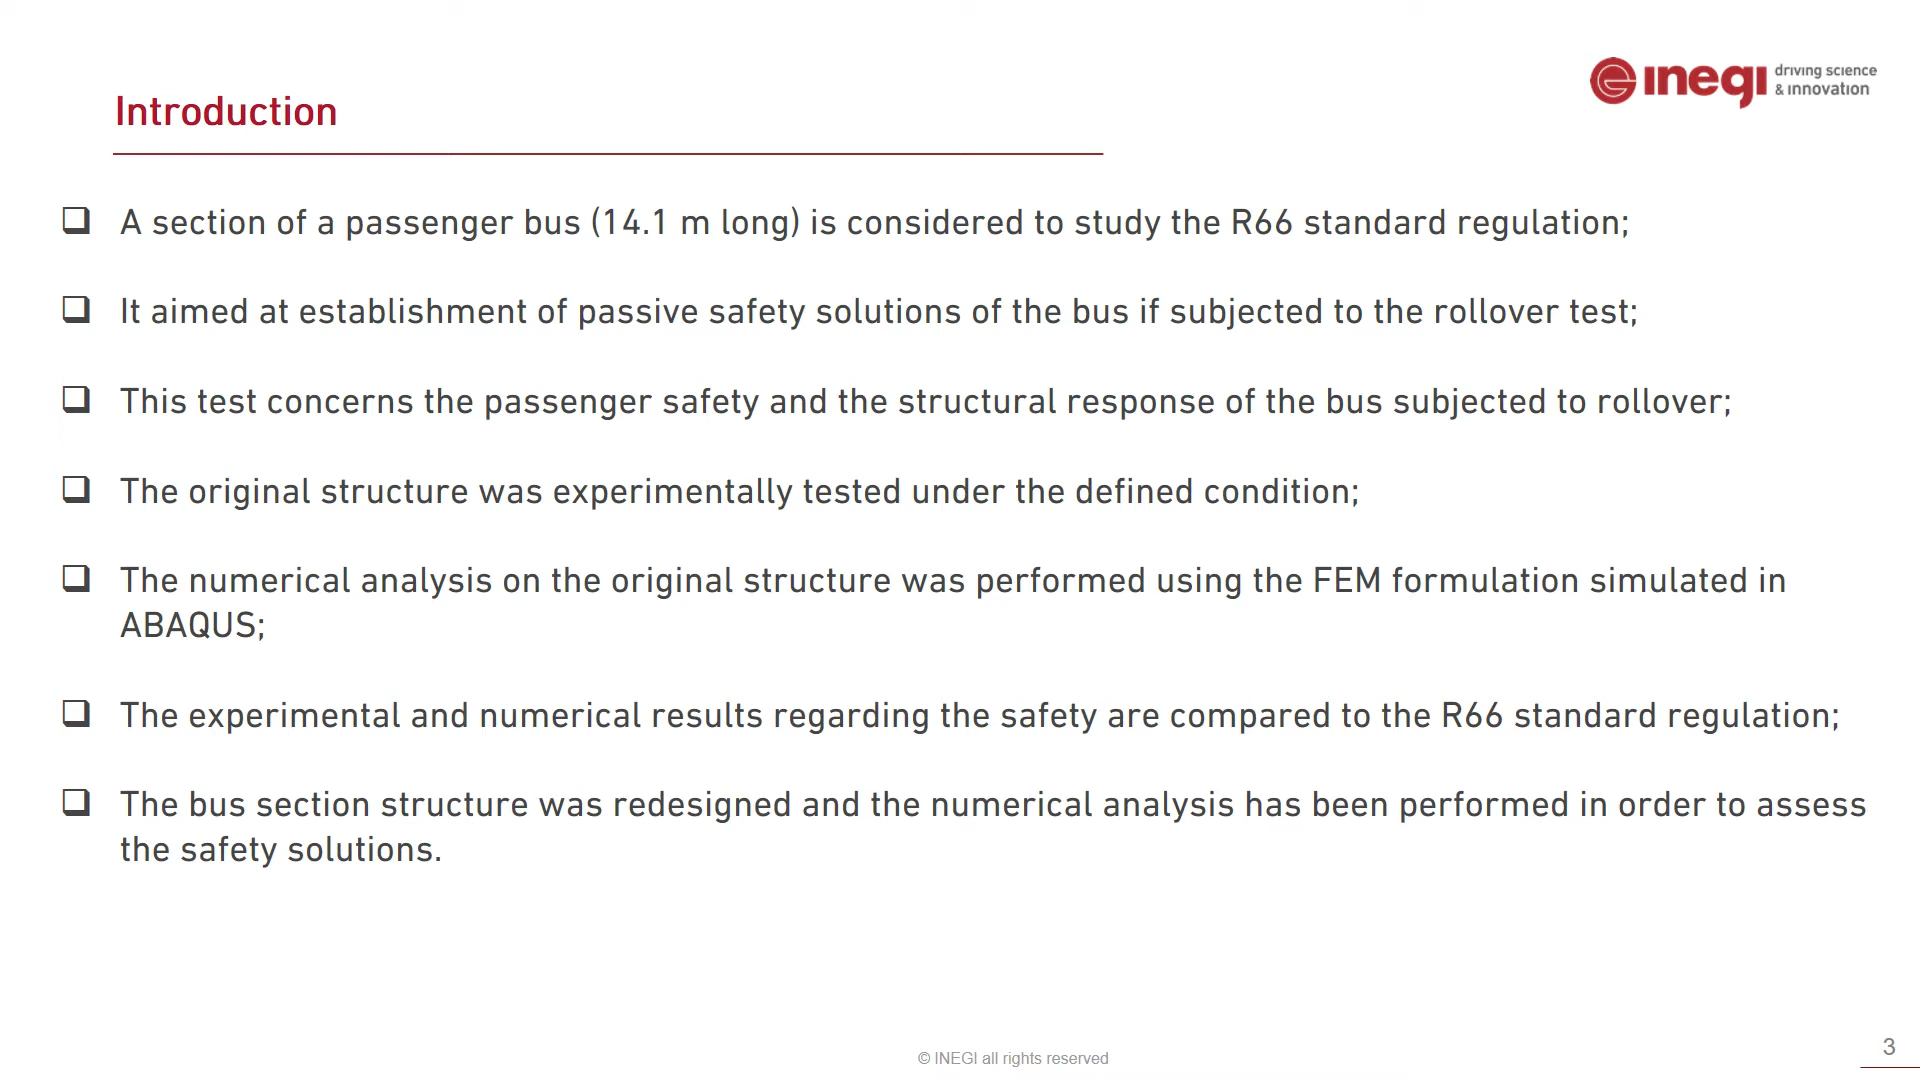 inegi driving science
& innovation
Introduction
❑ A section of a passenger bus (14.1 m long) is considered to study the R66 standard regulation;
❑ It aimed at establishment of passive safety solutions of the bus if subjected to the rollover test;
❑ This test concerns the passenger safety and the structural response of the bus subjected to rollover;
❑ The original structure was experimentally tested under the defined condition;
❑ The numerical analysis on the original structure was performed using the FEM formulation simulated in
ABAQUS;
❑ The experimental and numerical results regarding the safety are compared to the R66 standard regulation;
❑ The bus section structure was redesigned and the numerical analysis has been performed in order to assess
the safety solutions.
© INEGI all rights reserved
3